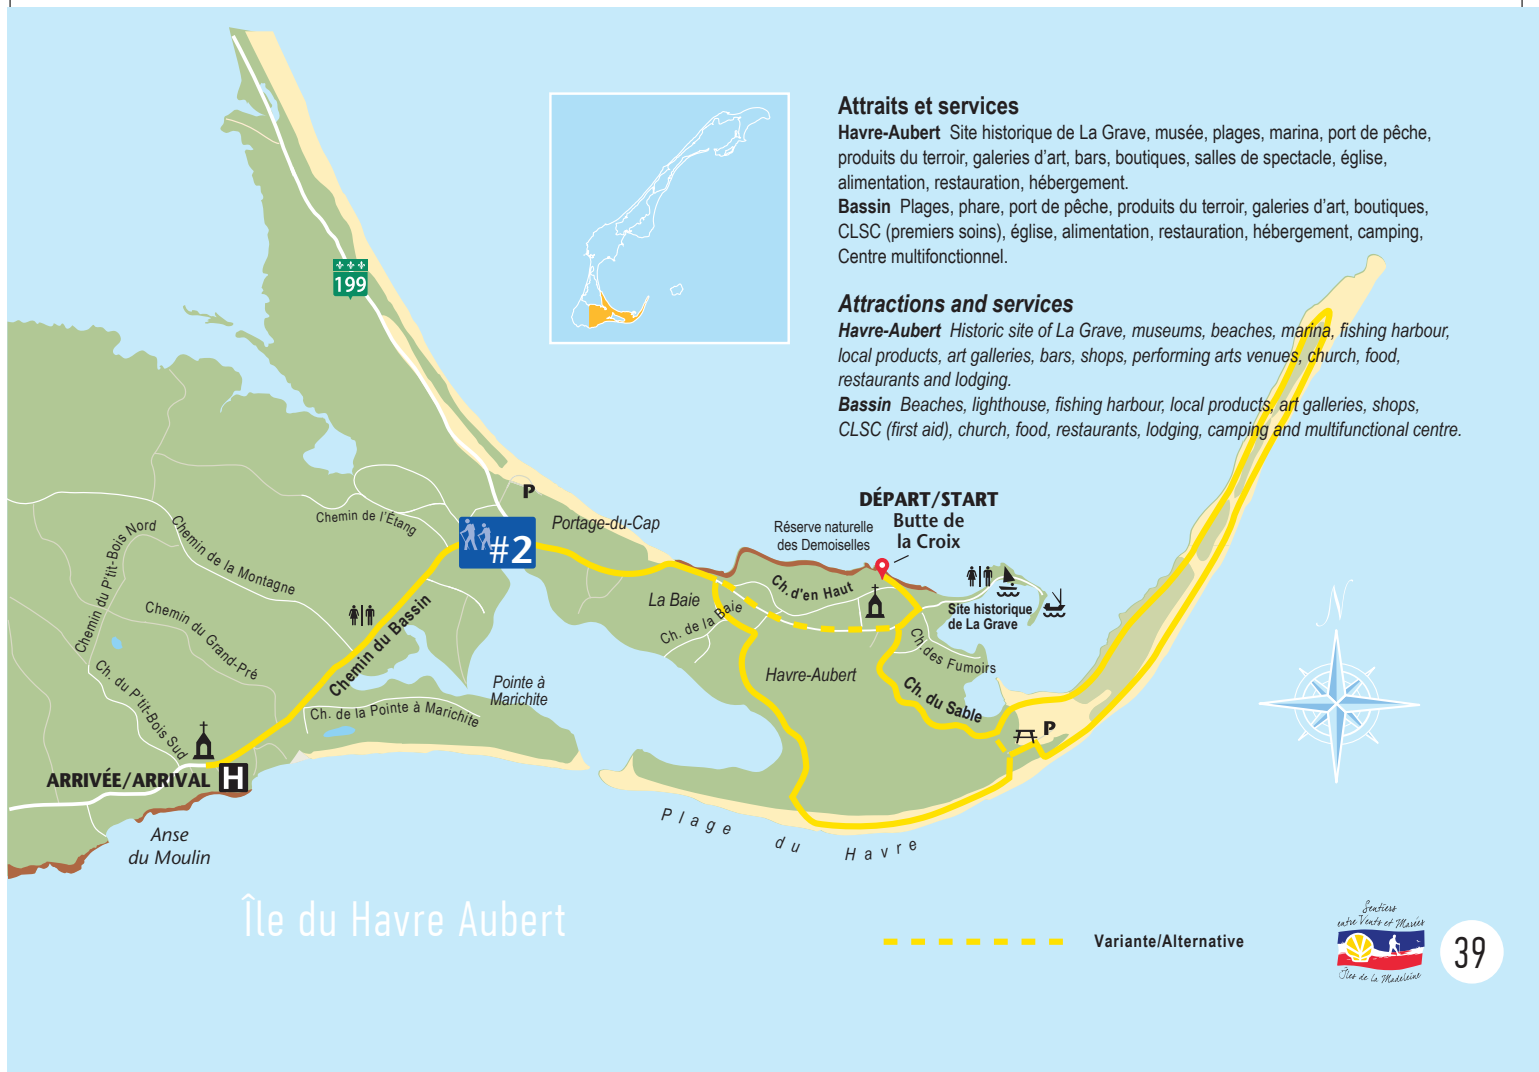 Attraits et services
Havre-Aubert Site historique de La Grave, musée, plages, marina, port de pêche,
produits du terroir, galeries d'art, bars, boutiques, salles de spectacle, église,
alimentation, restauration, hébergement.
Bassin Plages, phare, port de pêche, produits du terroir, galeries d'art, boutiques,
CLSC (premiers soins), église, alimentation, restauration, hébergement, camping,
Centre multifonctionnel.
Attractions and services
Havre-Aubert Historic site of La Grave, museums, beaches, marina, fishing harbour,
local products, art galleries, bars, shops, performing arts venues, church, food,
restaurants and lodging.
Bassin Beaches, lighthouse, fishing harbour, local products, art galleries, shops,
CLSC (first aid), church, food, restaurants, lodging, camping and multifunctional centre.
199
P
DÉPART/START
Butte de
la Croix
Réserve naturelle
des Demoiselles
Portage-du-Cap
#2
Chemin de l'Étang
Chemin du P'tit-Bois Nord
Chemin de la Montagne
Chemin du Grand-Pré
Chemin du Bassin
La Baie
Ch. de la Baie
Ch. d'en Haut
Site historique
de La Grave
Ch. des Fumoirs
Havre-Aubert
Ch. du Sable
Pointe à
Marichite
Ch. de la Pointe à Marichite
Ch. du P'tit-Bois Sud
P
N
ARRIVÉE/ARRIVAL H
Anse
du Moulin
Plage du Havre
Île du Havre Aubert
Variante/Alternative
Sentiers
entre Vents et Marées
Îles de la Madeleine
39